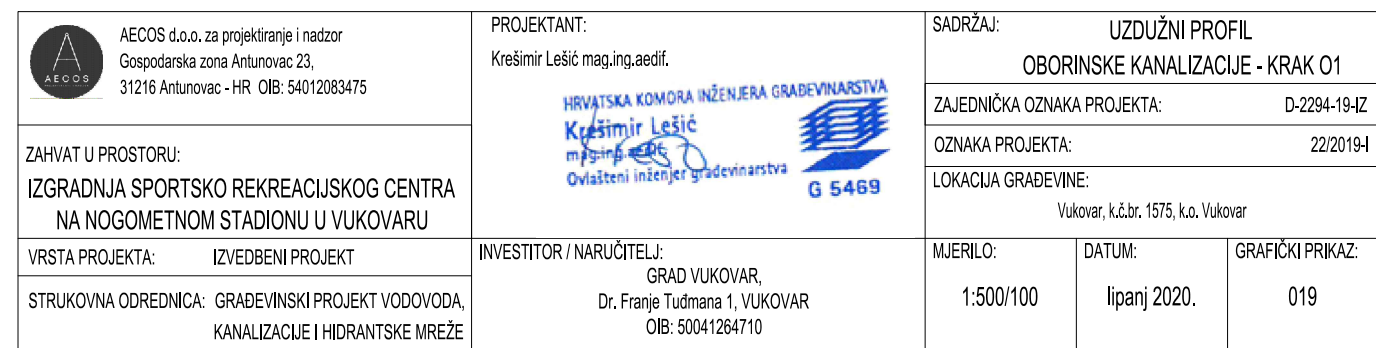 AECOS
AECOS d.o.o. za projektiranje i nadzor
Gospodarska zona Antunovac 23,
31216 Antunovac - HR OIB: 54012083475
ZAHVAT U PROSTORU:
IZGRADNJA SPORTSKO REKREACIJSKOG CENTRA
NA NOGOMETNOM STADIONU U VUKOVARU
VRSTA PROJEKTA: IZVEDBENI PROJEKT
STRUKOVNA ODREDNICA: GRAĐEVINSKI PROJEKT VODOVODA,
KANALIZACIJE I HIDRANTSKE MREŽE
PROJEKTANT:
Krešimir Lešić mag.ing.aedif.
HRVATSKA KOMORA INŽENJERA GRAĐEVINARSTVA
Krešimir Lešić
mag.ing.aedif.
Ovlašteni inženjer građevinarstva
G 5469
INVESTITOR / NARUČITELJ:
GRAD VUKOVAR,
Dr. Franje Tuđmana 1, VUKOVAR
OIB: 50041264710
SADRŽAJ: UZDUŽNI PROFIL
OBORINSKE KANALIZACIJE - KRAK O1
ZAJEDNIČKA OZNAKA PROJEKTA: D-2294-19-IZ
OZNAKA PROJEKTA: 22/2019-I
LOKACIJA GRAĐEVINE:
Vukovar, k.č.br. 1575, k.o. Vukovar
MJERILO:
1:500/100
DATUM:
lipanj 2020.
GRAFIČKI PRIKAZ:
019